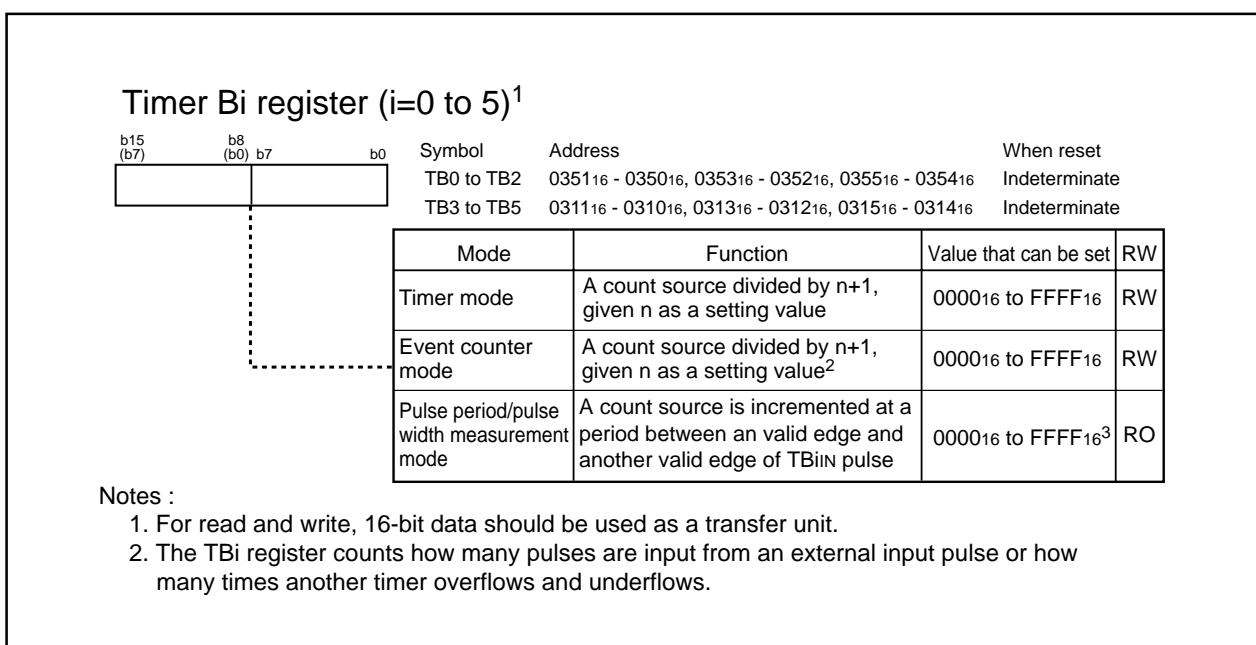 Timer Bi register (i=0 to 5)1
b15 b8
(b7) (b0) b7 b0
Symbol Address When reset
TB0 to TB2 035116 - 035016, 035316 - 035216, 035516 - 035416 Indeterminate
TB3 to TB5 031116 - 031016, 031316 - 031216, 031516 - 031416 Indeterminate
Mode Function Value that can be set RW
Timer mode
A count source divided by n+1,
given n as a setting value
000016 to FFFF16 RW
Event counter
mode
A count source divided by n+1,
given n as a setting value2
000016 to FFFF16 RW
Pulse period/pulse
width measurement
mode
A count source is incremented at a
period between an valid edge and
another valid edge of TBiIN pulse
000016 to FFFF163 RO
Notes :
1. For read and write, 16-bit data should be used as a transfer unit.
2. The TBi register counts how many pulses are input from an external input pulse or how
many times another timer overflows and underflows.